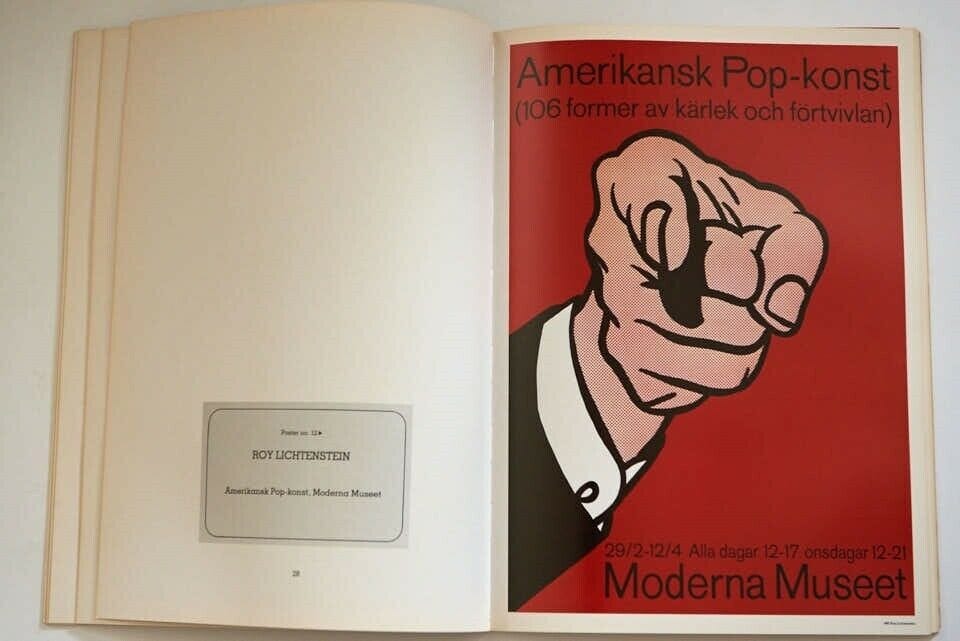 Poster no. 12►
ROY LICHTENSTEIN
Amerikansk Pop-konst, Moderna Museet
28
Amerikansk Pop-konst
(106 former av kärlek och förtvivlan)
29/2-12/4 Alla dagar 12-17 onsdagar 12-21
Moderna Museet